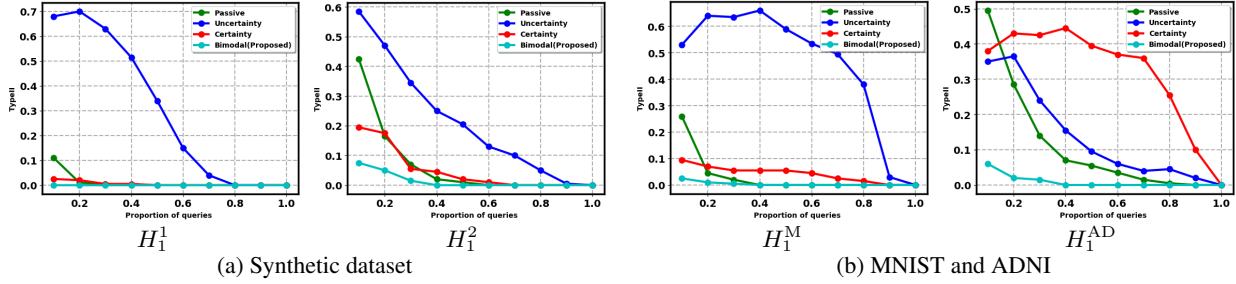 0.7
0.6
0.5
0.4
0.3
0.2
0.1
0.0
TypeII
0.2 0.4 0.6 0.8 1.0
Proportion of queries
Passive
Uncertainty
Certainty
Bimodal(Proposed)
H_1^1
0.6
0.5
0.4
0.3
0.2
0.1
0.0
TypeII
0.2 0.4 0.6 0.8 1.0
Proportion of queries
Passive
Uncertainty
Certainty
Bimodal(Proposed)
H_1^2
(a) Synthetic dataset
0.6
0.5
0.4
0.3
0.2
0.1
0.0
TypeII
0.2 0.4 0.6 0.8 1.0
Proportion of queries
Passive
Uncertainty
Certainty
Bimodal(Proposed)
H_1^M
0.5
0.4
0.3
0.2
0.1
0.0
TypeII
0.2 0.4 0.6 0.8 1.0
Proportion of queries
Passive
Uncertainty
Certainty
Bimodal(Proposed)
H_1^AD
(b) MNIST and ADNI